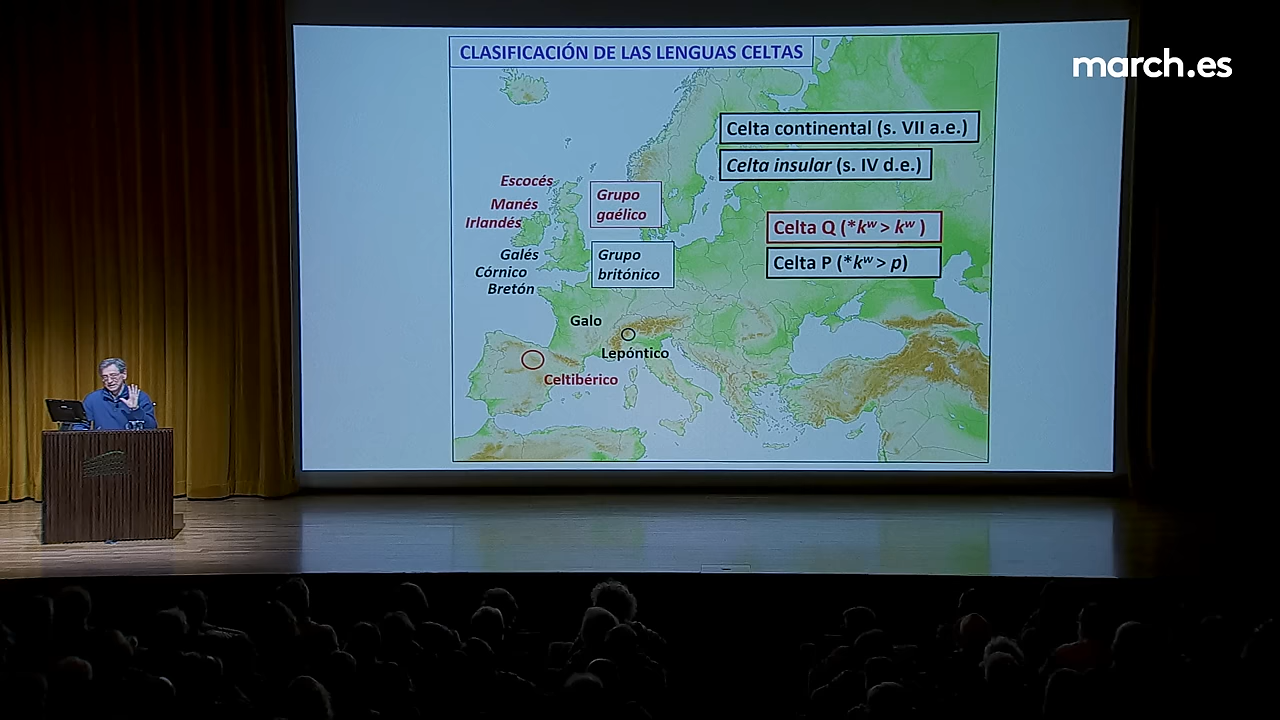 CLASIFICACIÓN DE LAS LENGUAS CELTAS
march.es
Celta continental (s. VII a.e.)
Celta insular (s. IV d.e.)
Escocés
Manés
Irlandés
Grupo
gaélico
Celta Q (*kʷ > kʷ )
Celta P (*kʷ > p)
Galés
Córnico
Bretón
Grupo
britónico
Galo
Lepóntico
Celtibérico